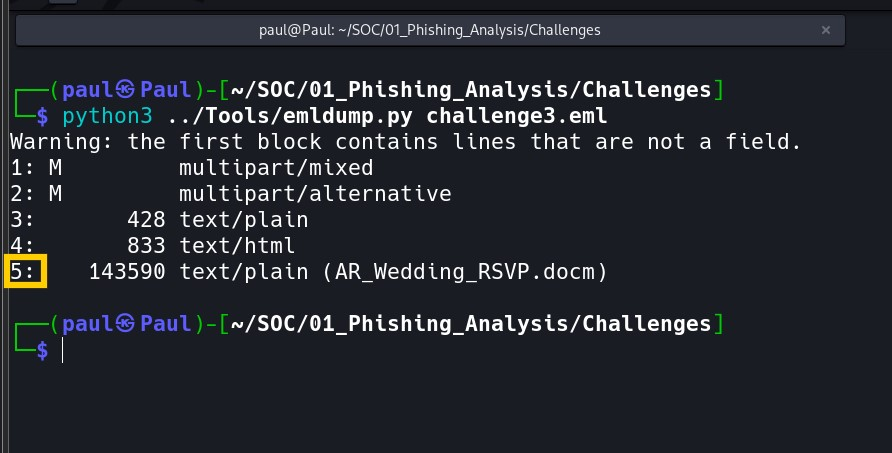 paul@Paul: ~/SOC/01_Phishing_Analysis/Challenges ×
┌──(paul㉿Paul)-[~/SOC/01_Phishing_Analysis/Challenges]
└─$ python3 ../Tools/emldump.py challenge3.eml
Warning: the first block contains lines that are not a field.
1: M         multipart/mixed
2: M         multipart/alternative
3:       428 text/plain
4:       833 text/html
5:    143590 text/plain (AR_Wedding_RSVP.docm)
┌──(paul㉿Paul)-[~/SOC/01_Phishing_Analysis/Challenges]
└─$